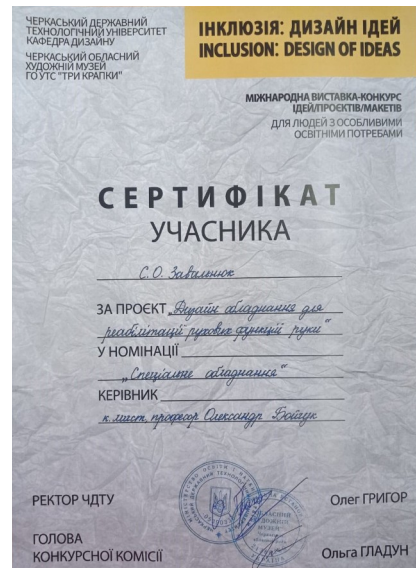 ЧЕРКАСЬКИЙ ДЕРЖАВНИЙ
ТЕХНОЛОГІЧНИЙ УНІВЕРСИТЕТ
КАФЕДРА ДИЗАЙНУ
ЧЕРКАСЬКИЙ ОБЛАСНИЙ
ХУДОЖНІЙ МУЗЕЙ
ГО УТС "ТРИ КРАПКИ"
ІНКЛЮЗІЯ: ДИЗАЙН ІДЕЙ
INCLUSION: DESIGN OF IDEAS
МІЖНАРОДНА ВИСТАВКА-КОНКУРС
ІДЕЙ/ПРОЄКТІВ/МАКЕТІВ
ДЛЯ ЛЮДЕЙ З ОСОБЛИВИМИ
ОСВІТНІМИ ПОТРЕБАМИ
СЕРТИФІКАТ
УЧАСНИКА
С.О. Завальнюк
ЗА ПРОЄКТ „Дизайн обладнання для
реабілітації рухових функцій руки"
У НОМІНАЦІЇ
„Спеціальне обладнання"
КЕРІВНИК
к. мист., професор Олександр Бойчук
РЕКТОР ЧДТУ
Олег ГРИГОР
ГОЛОВА
КОНКУРСНОЇ КОМІСІЇ
Ольга ГЛАДУН